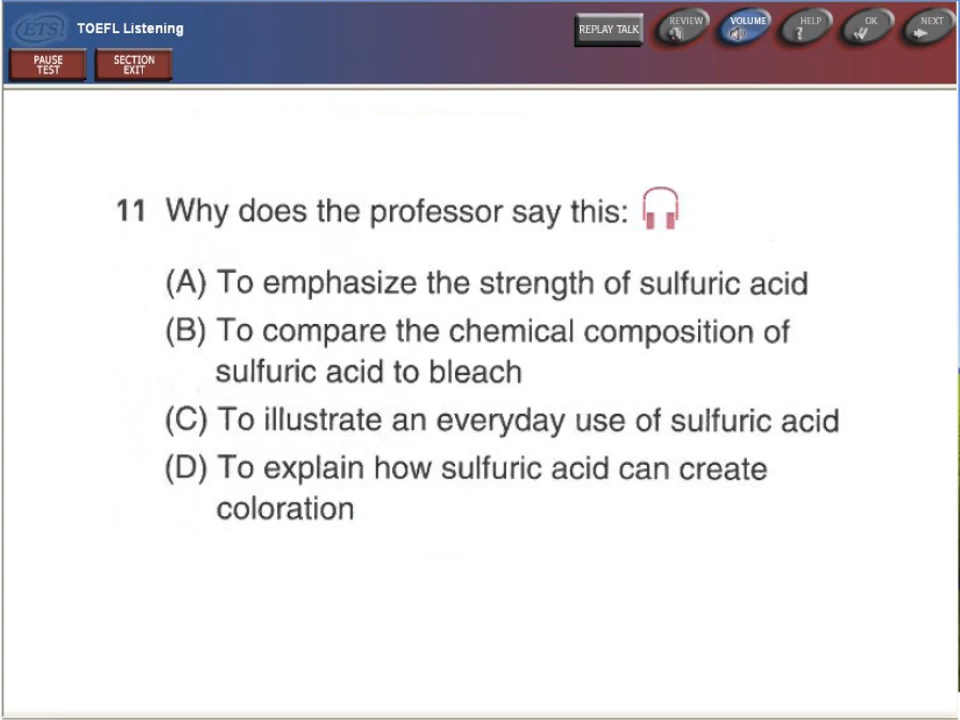 ETS TOEFL Listening
REPLAY TALK
REVIEW
VOLUME
HELP
?
OK
NEXT
PAUSE
TEST
SECTION
EXIT
11 Why does the professor say this:
(A) To emphasize the strength of sulfuric acid
(B) To compare the chemical composition of
sulfuric acid to bleach
(C) To illustrate an everyday use of sulfuric acid
(D) To explain how sulfuric acid can create
coloration